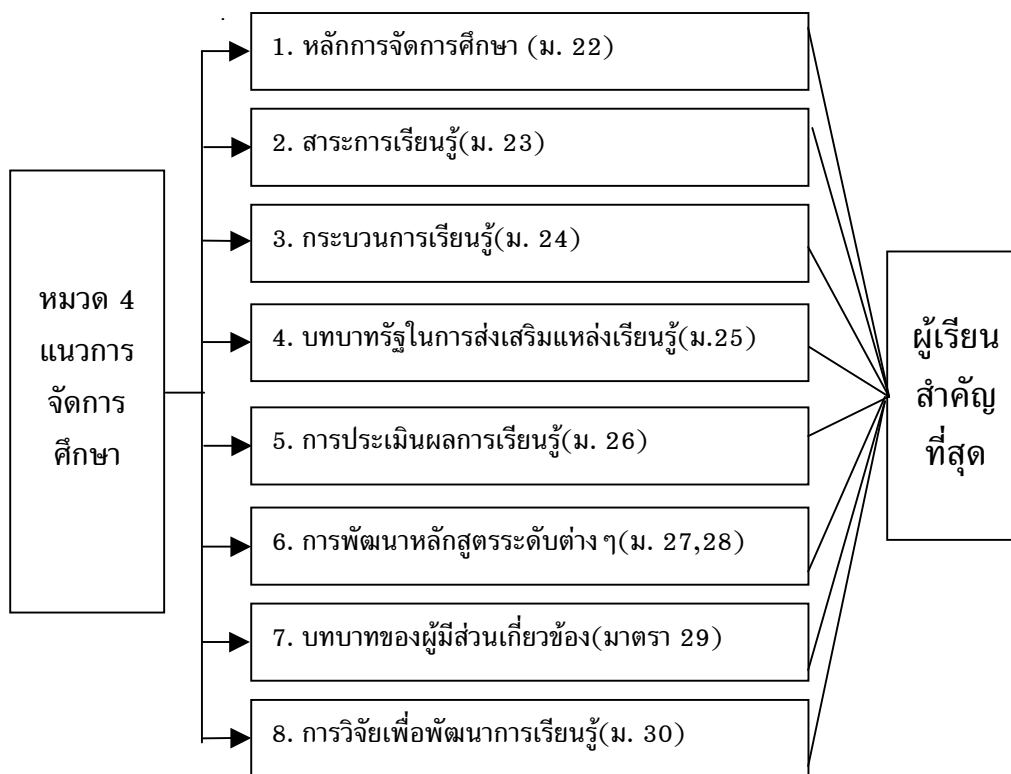 หมวด 4
แนวการ
จัดการ
ศึกษา
1. หลักการจัดการศึกษา (ม. 22)
2. สาระการเรียนรู้(ม. 23)
3. กระบวนการเรียนรู้(ม. 24)
4. บทบาทรัฐในการส่งเสริมแหล่งเรียนรู้(ม.25)
5. การประเมินผลการเรียนรู้(ม. 26)
6. การพัฒนาหลักสูตรระดับต่าง ๆ(ม. 27,28)
7. บทบาทของผู้มีส่วนเกี่ยวข้อง(มาตรา 29)
8. การวิจัยเพื่อพัฒนาการเรียนรู้(ม. 30)
ผู้เรียน
สำคัญ
ที่สุด